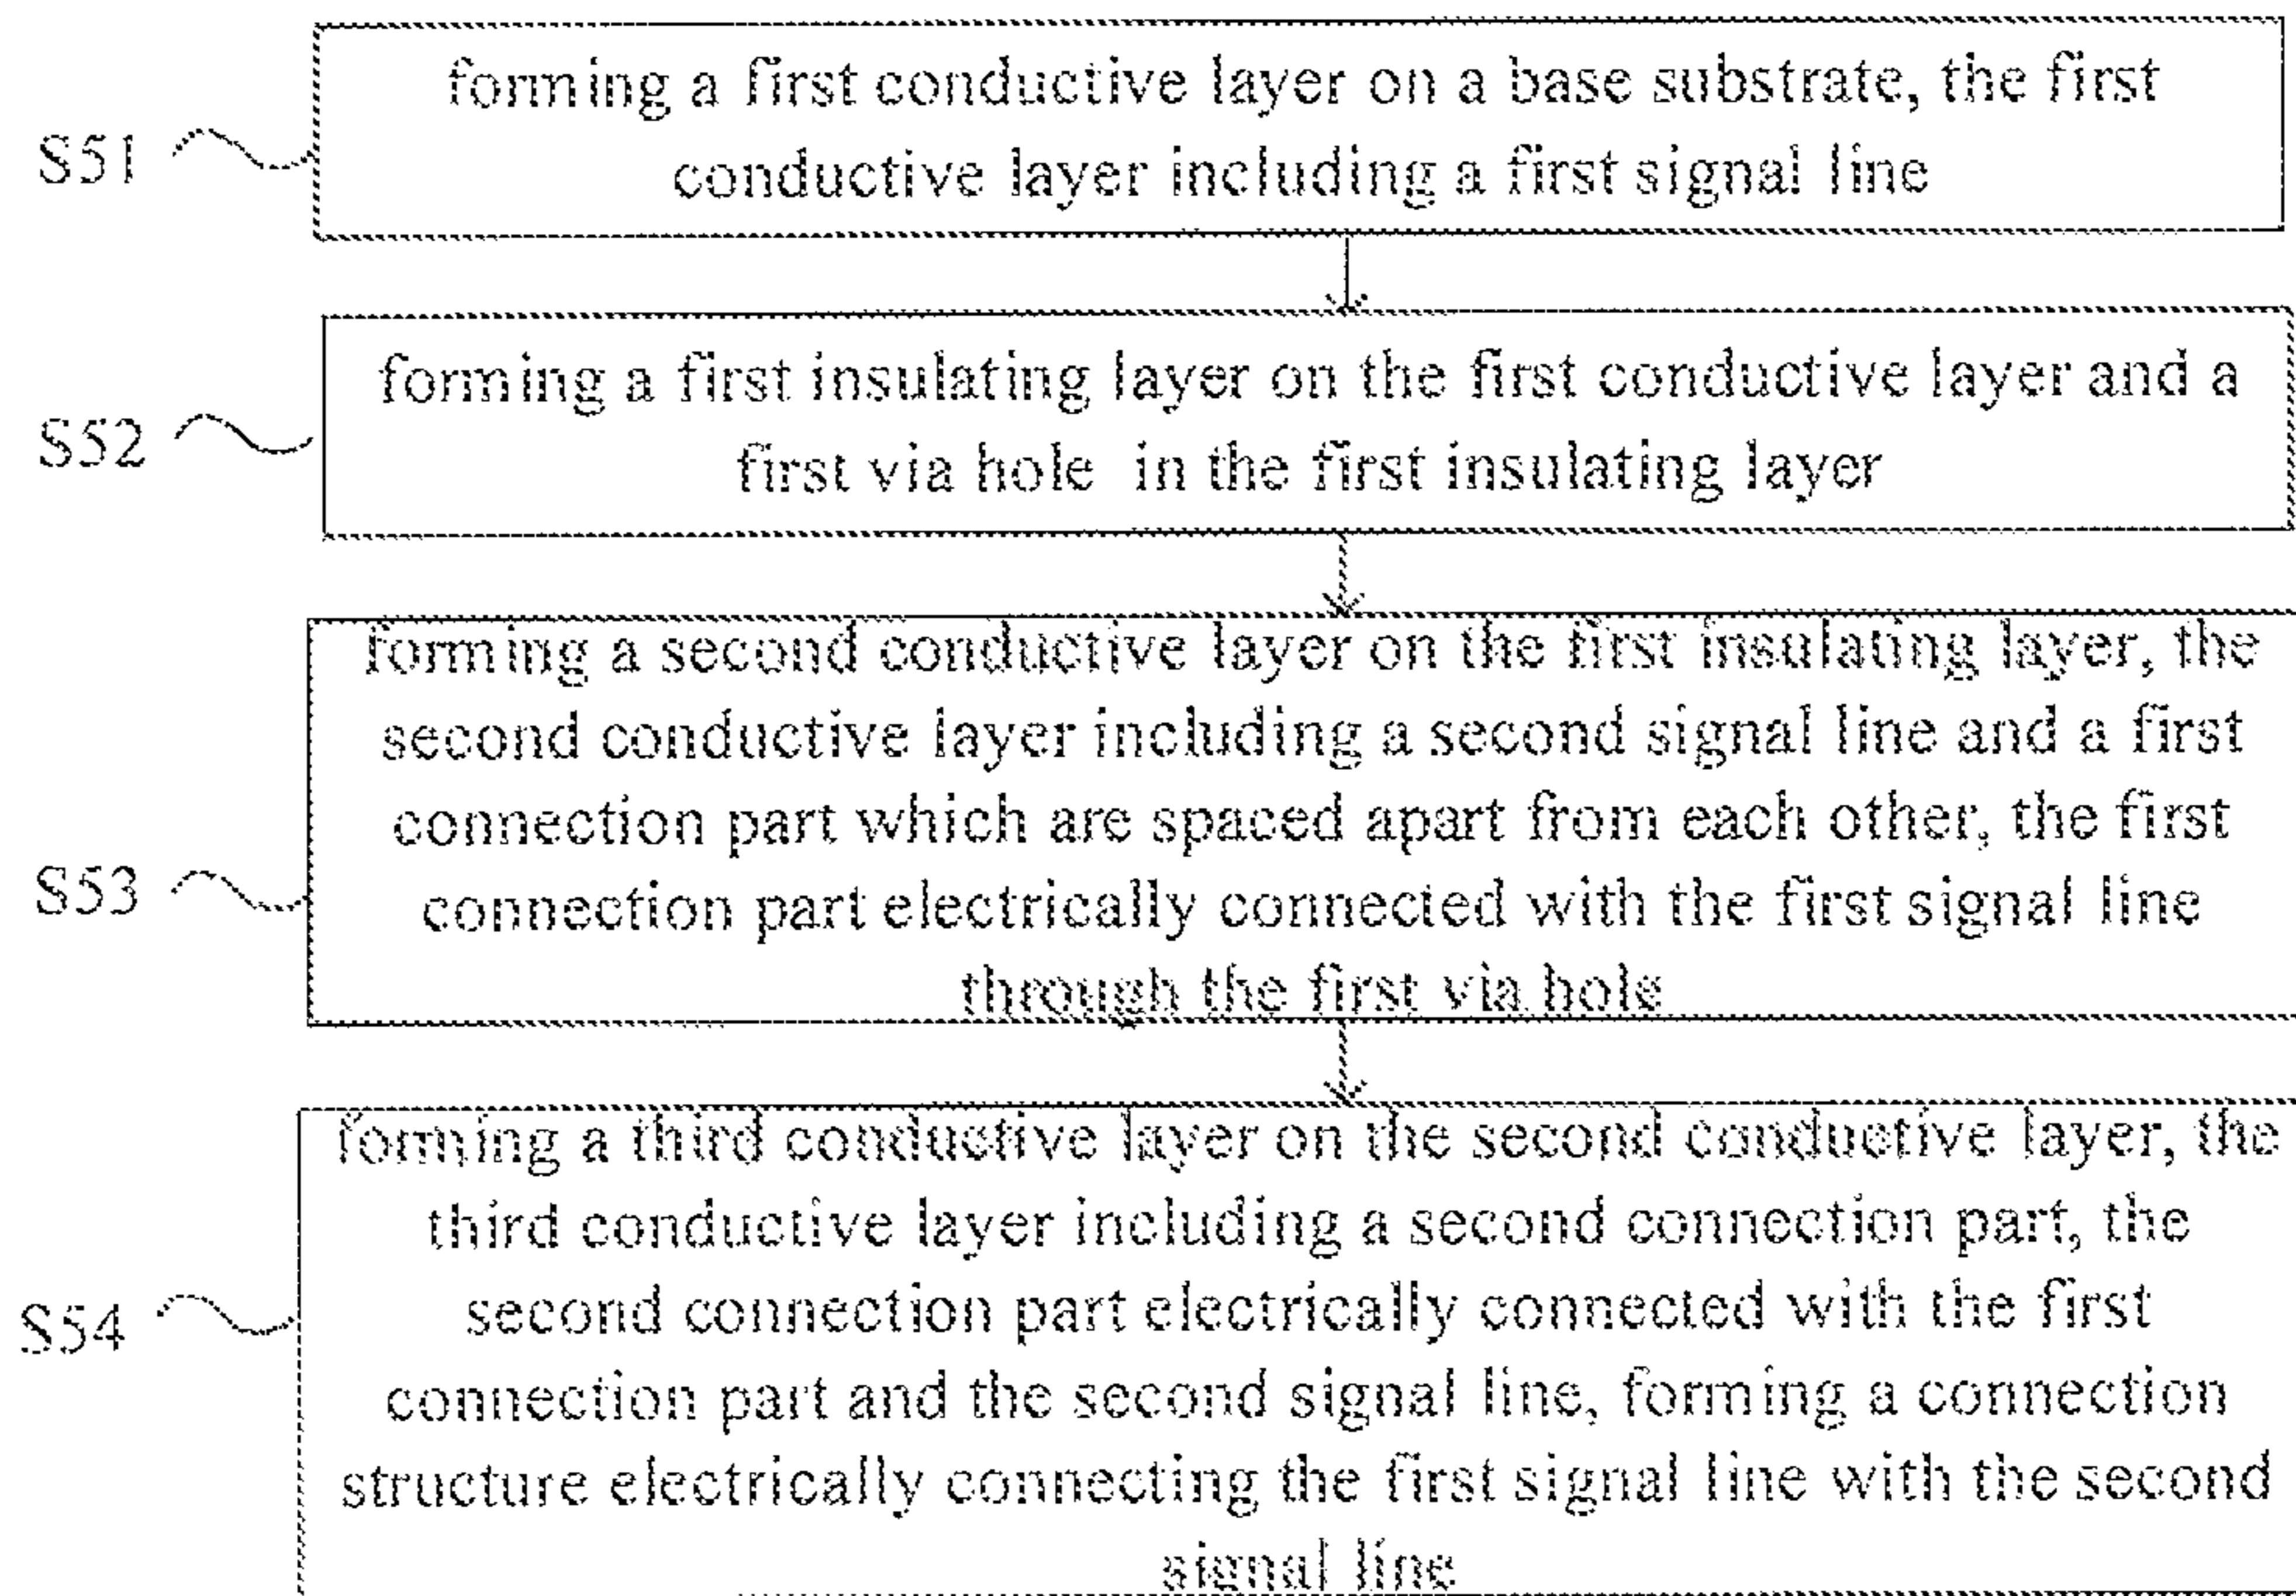 forming a first conductive layer on a base substrate, the first
conductive layer including a first signal line
S51
forming a first insulating layer on the first conductive layer and a
first via hole in the first insulating layer
S52
forming a second conductive layer on the first insulating layer, the
second conductive layer including a second signal line and a first
connection part which are spaced apart from each other, the first
connection part electrically connected with the first signal line
through the first via hole
S53
forming a third conductive layer on the second conductive layer, the
third conductive layer including a second connection part, the
second connection part electrically connected with the first
connection part and the second signal line, forming a connection
structure electrically connecting the first signal line with the second
signal line
S54